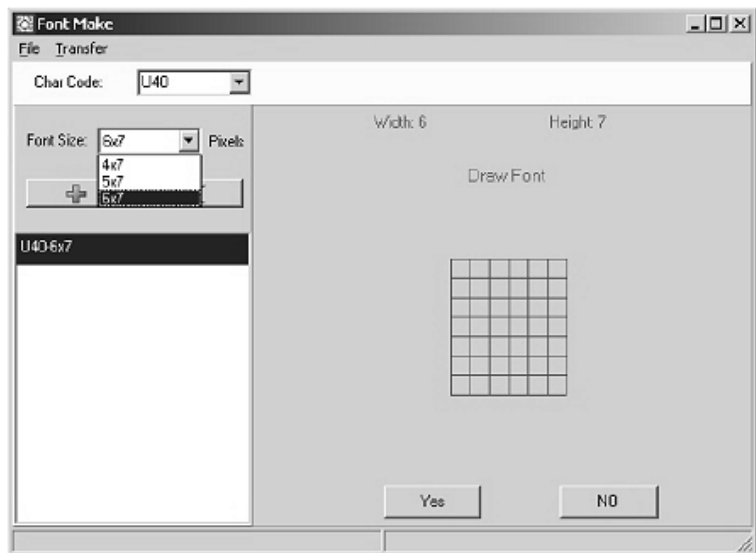 Font Make
File Transfer
Char Code: U40
Font Size: 6x7 Pixels
4x7
5x7
6x7
U40-6x7
Width: 6 Height: 7
Draw Font
Yes NO